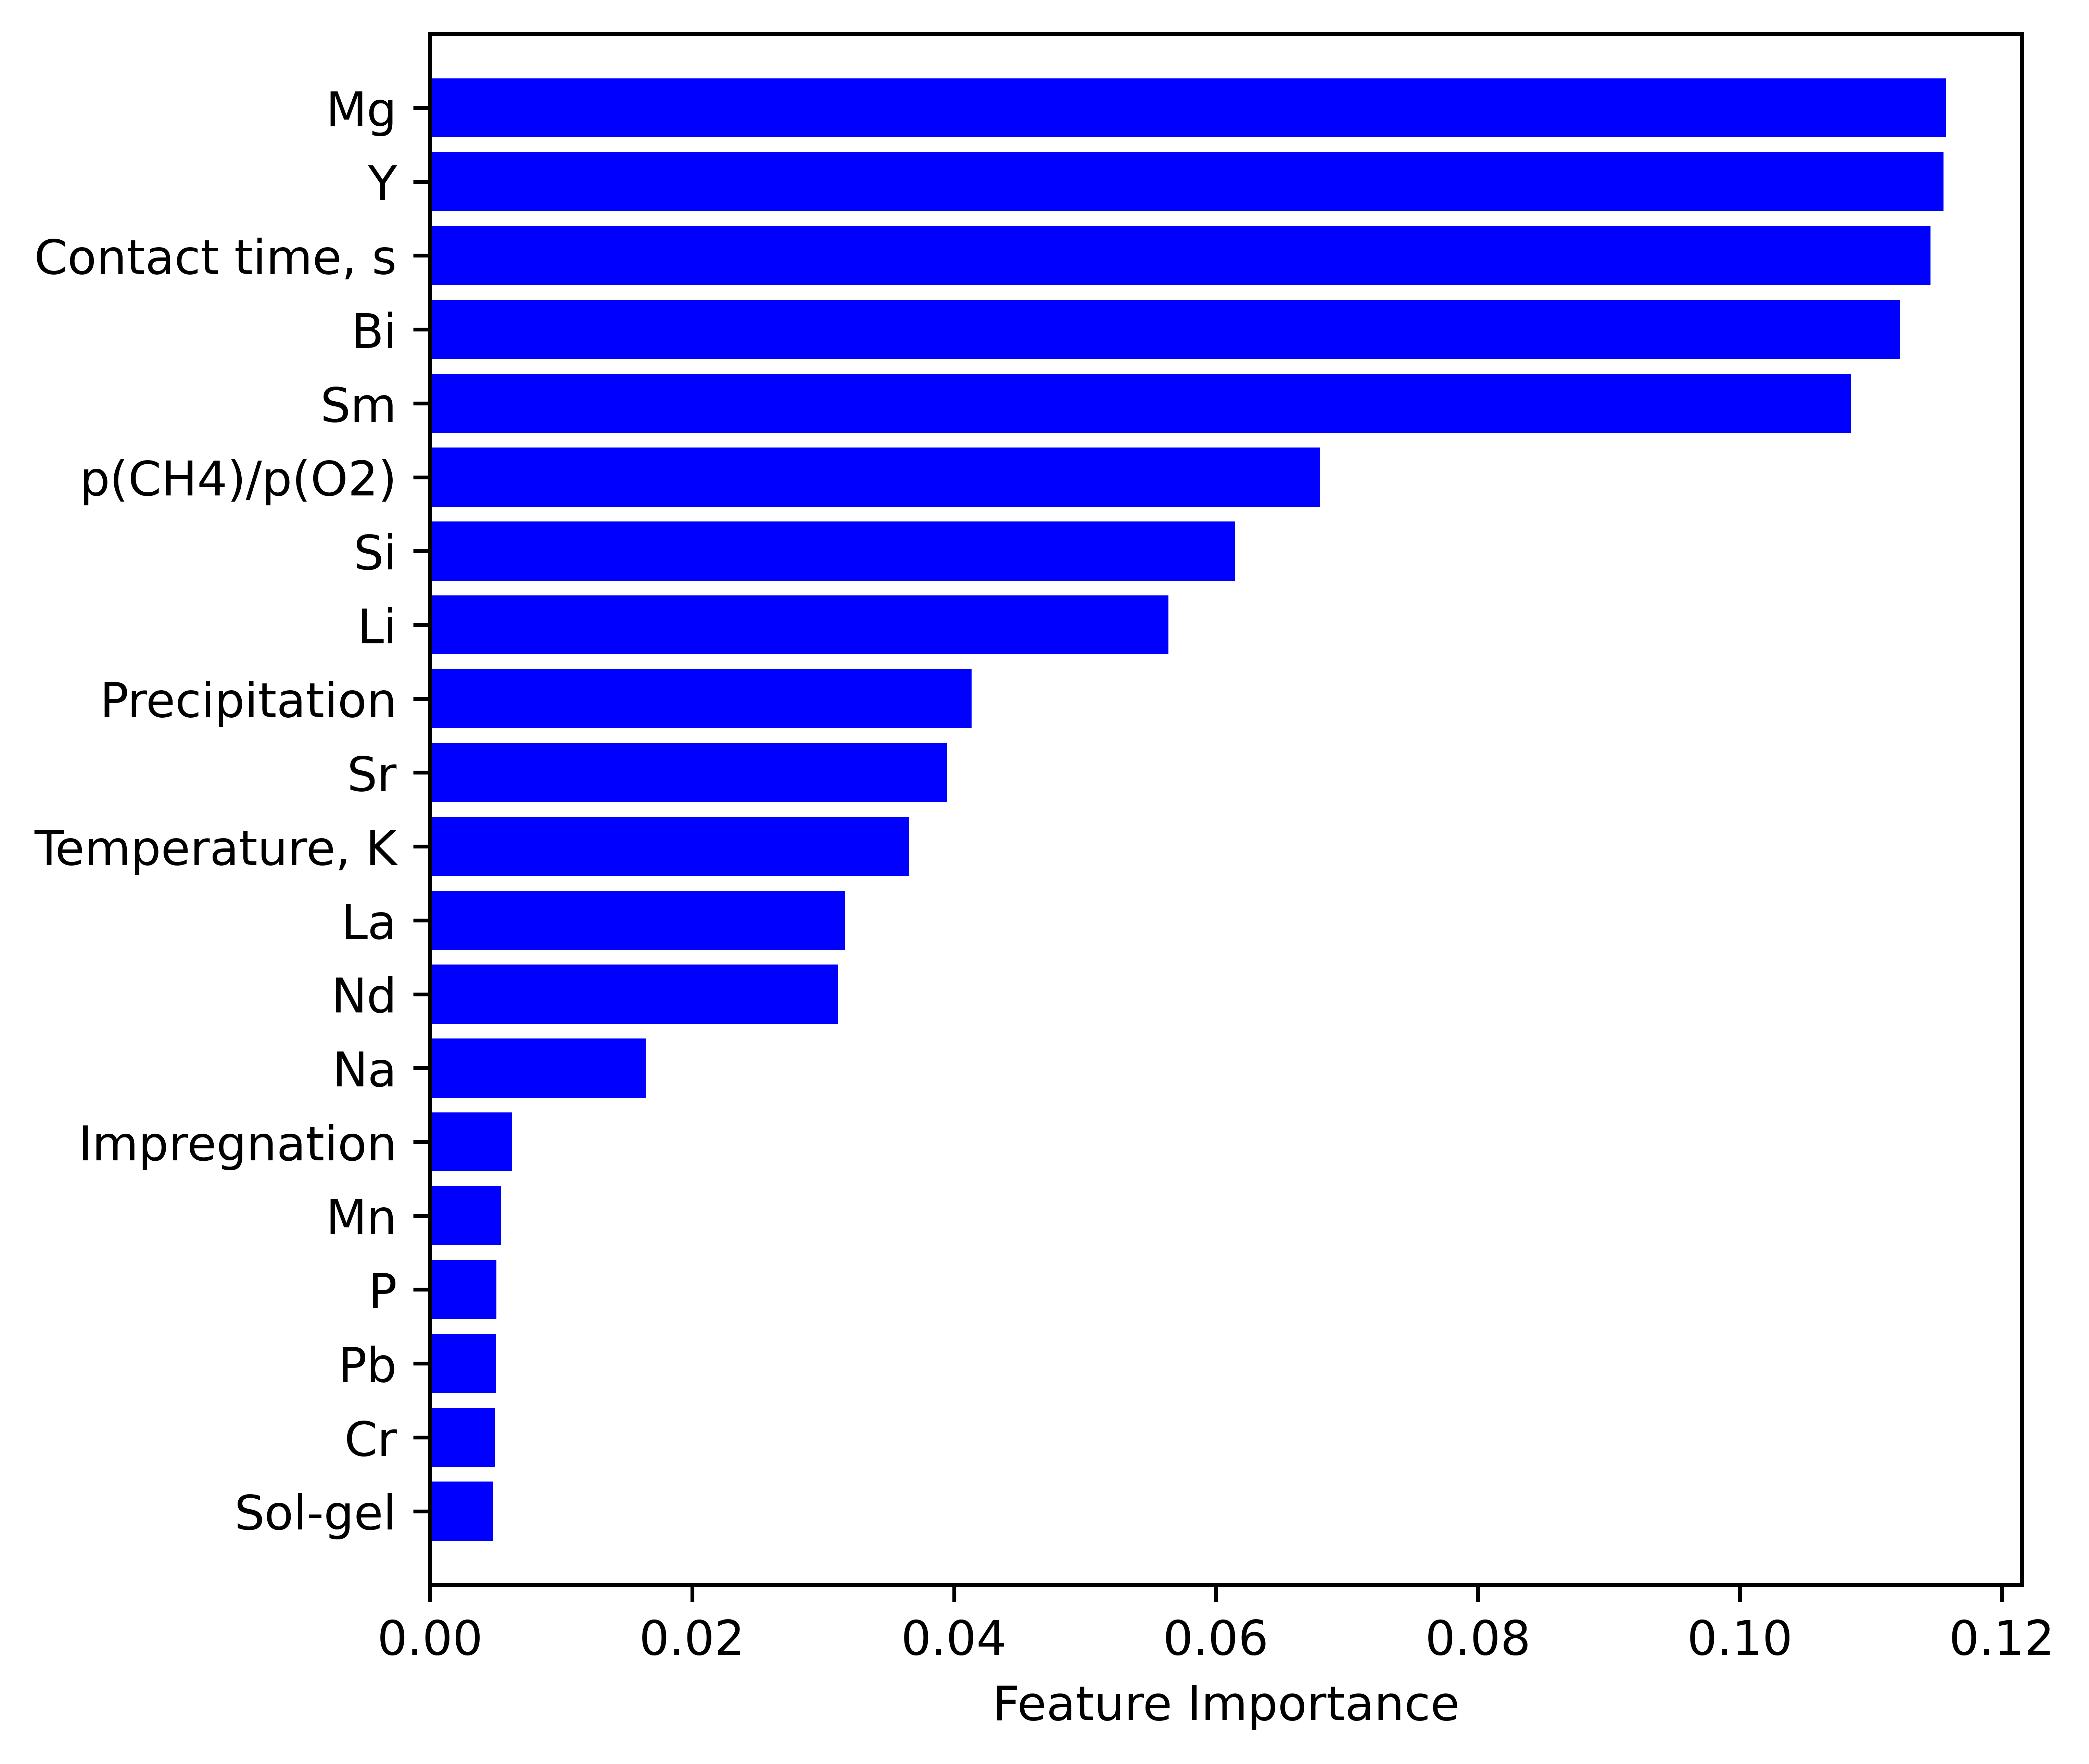 Mg
Y
Contact time, s
Bi
Sm
p(CH4)/p(O2)
Si
Li
Precipitation
Sr
Temperature, K
La
Nd
Na
Impregnation
Mn
P
Pb
Cr
Sol-gel
0.00 0.02 0.04 0.06 0.08 0.10 0.12
Feature Importance